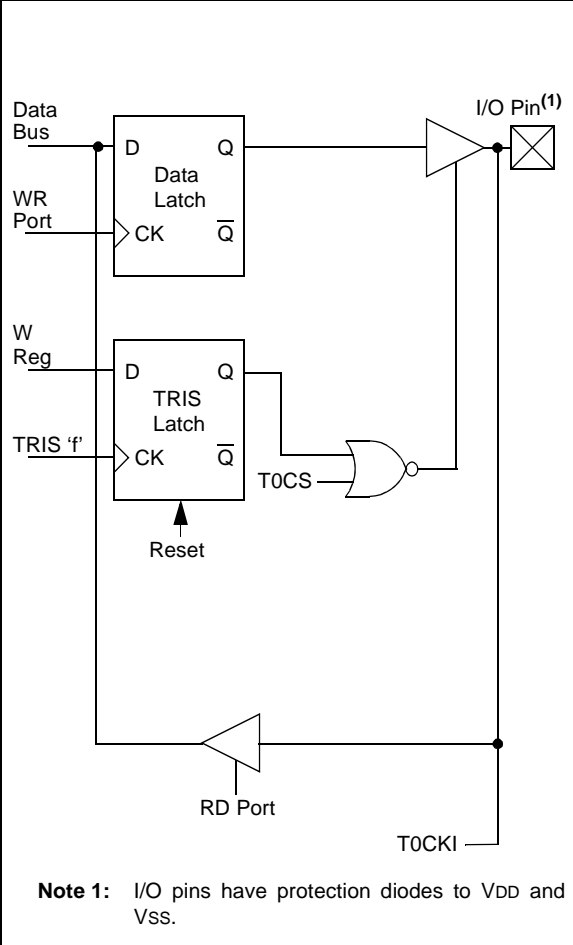 Data
Bus
I/O Pin(1)
D
Q
Data
Latch
WR
Port
CK
Q̅
W
Reg
D
Q
TRIS
Latch
TRIS ‘f’
CK
Q̅
T0CS
Reset
RD Port
T0CKI
Note 1: I/O pins have protection diodes to VDD and
VSS.